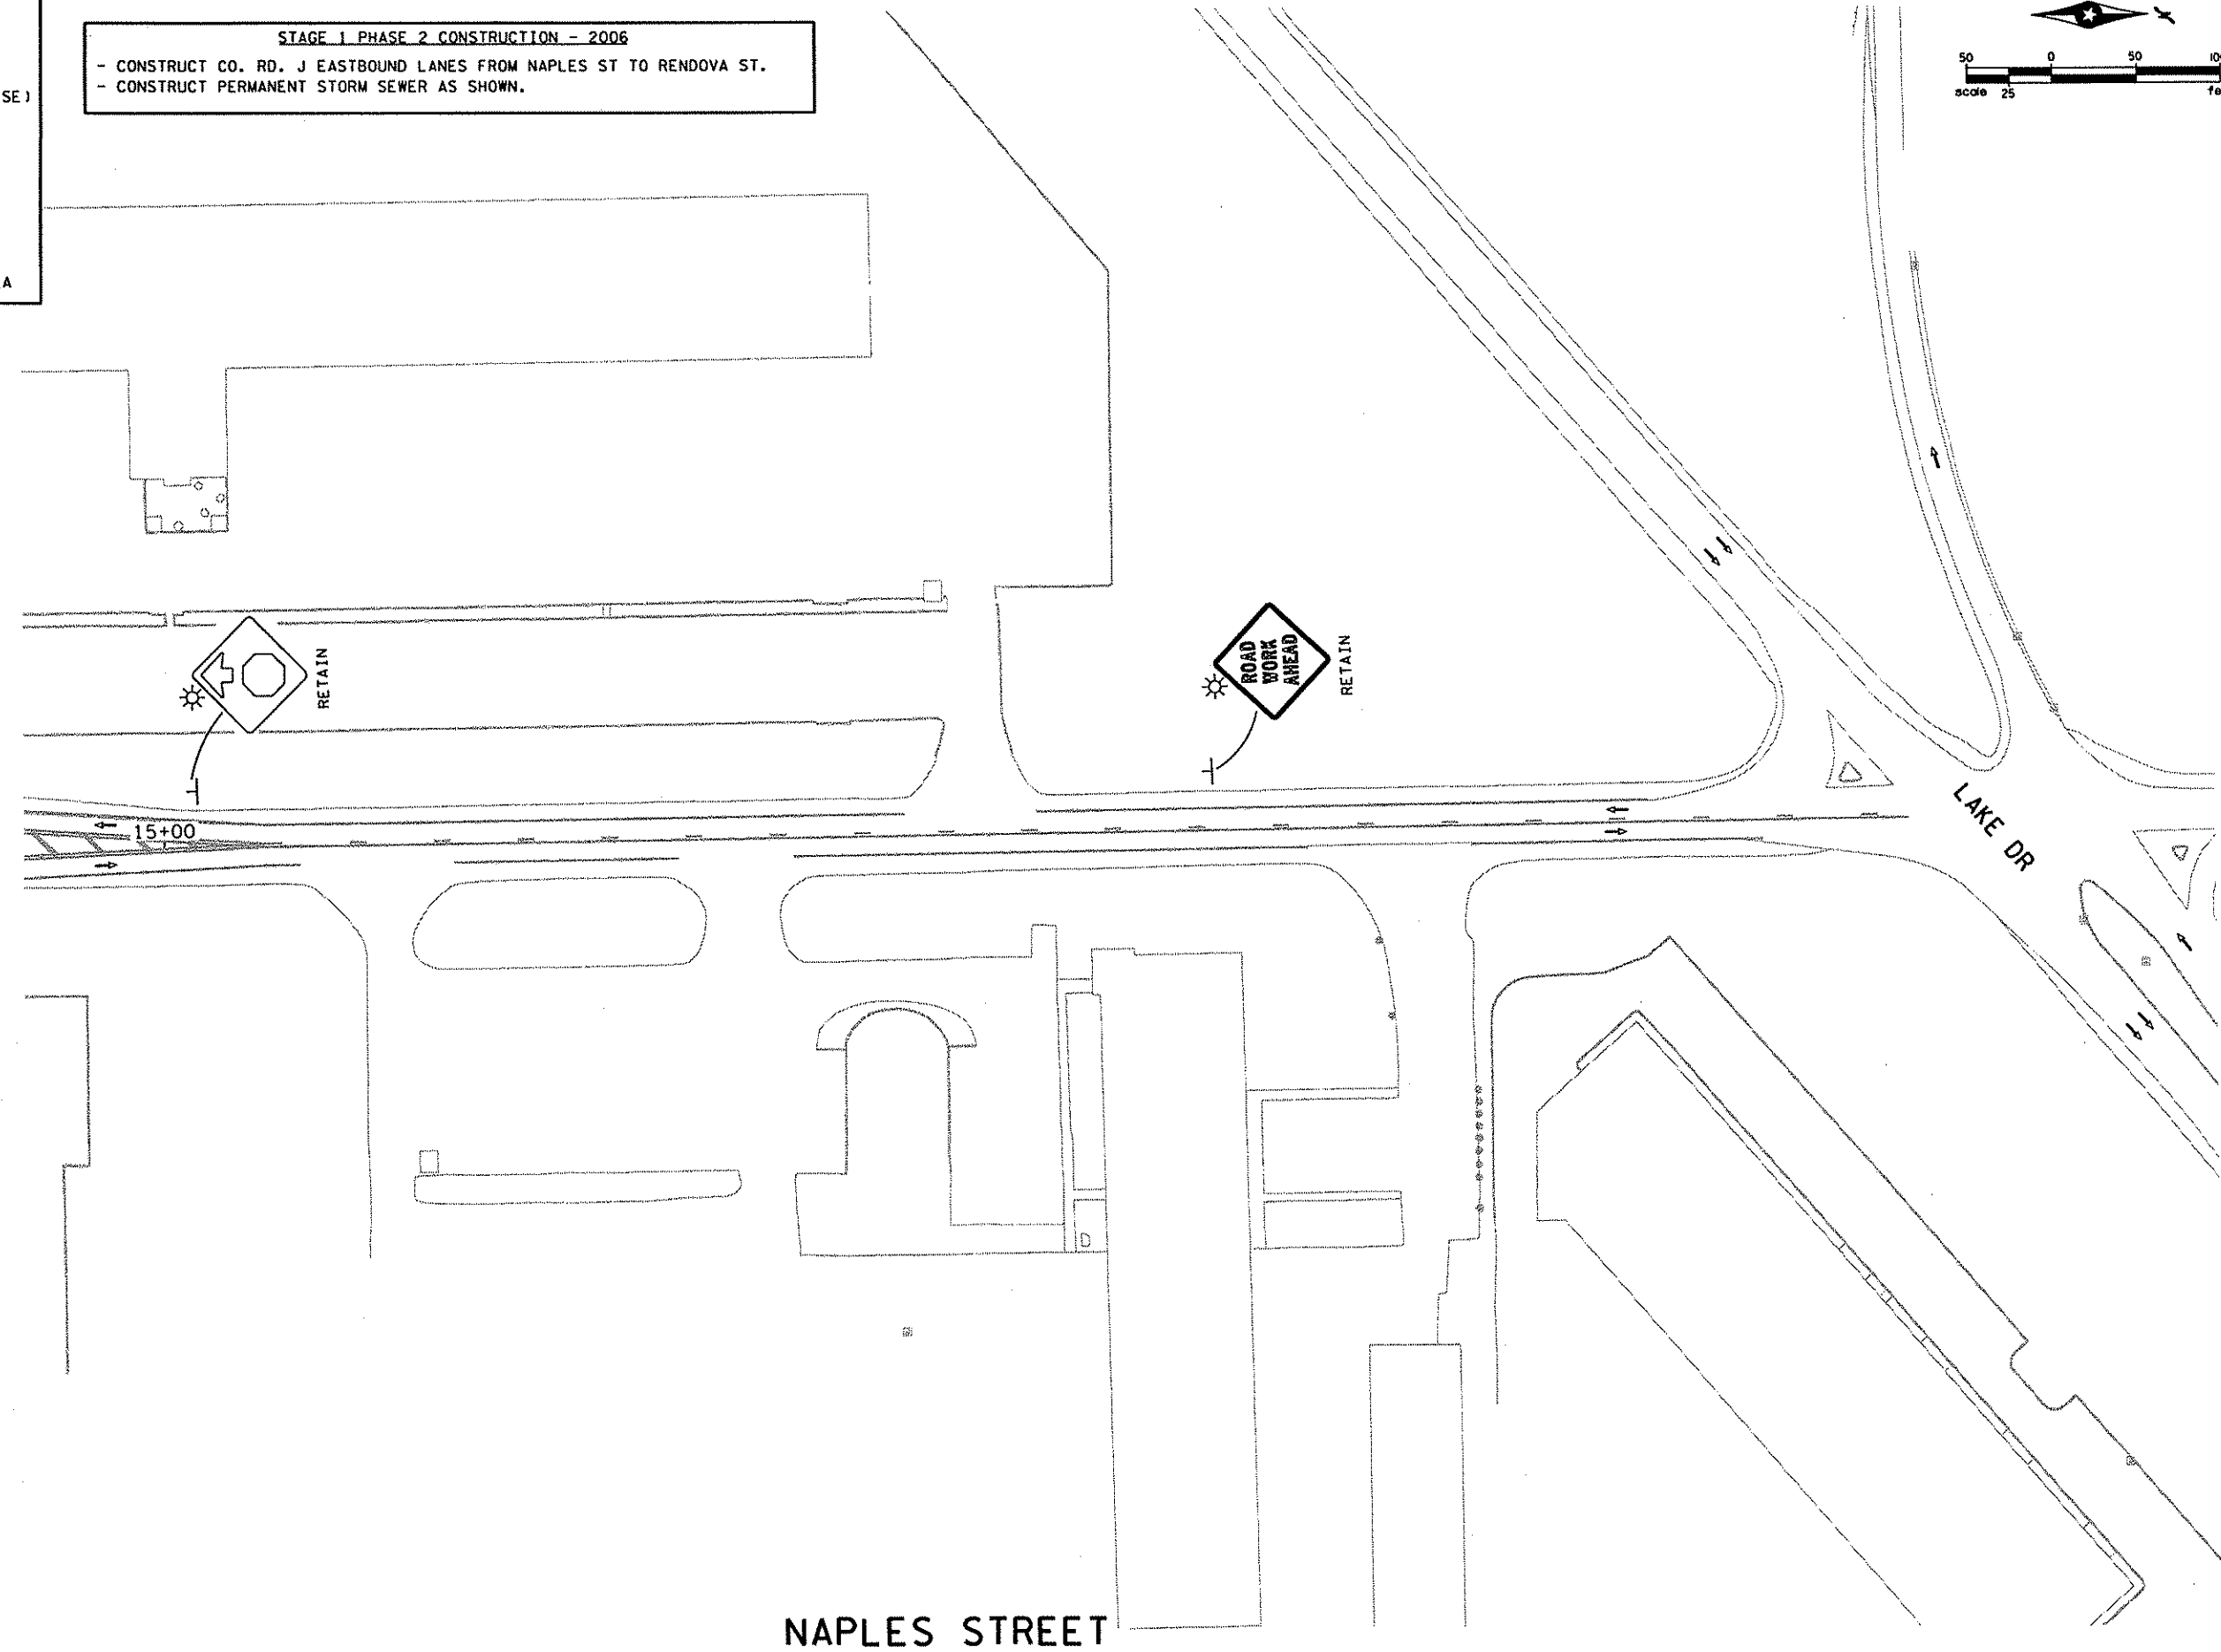 STAGE 1 PHASE 2 CONSTRUCTION - 2006
- CONSTRUCT CO. RD. J EASTBOUND LANES FROM NAPLES ST TO RENDOVA ST.
- CONSTRUCT PERMANENT STORM SEWER AS SHOWN.
SE)
A
50 0 50 10
scale 25 fe
RETAIN
ROAD
WORK
AHEAD
RETAIN
15+00
LAKE DR
NAPLES STREET